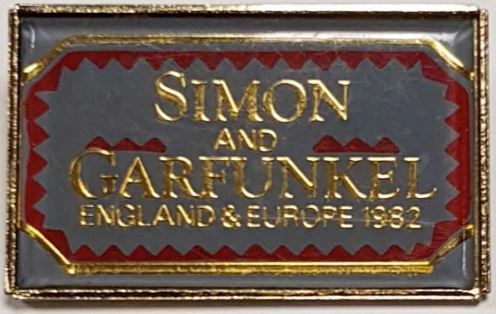 SIMON
AND
GARFUNKEL
ENGLAND & EUROPE 1982